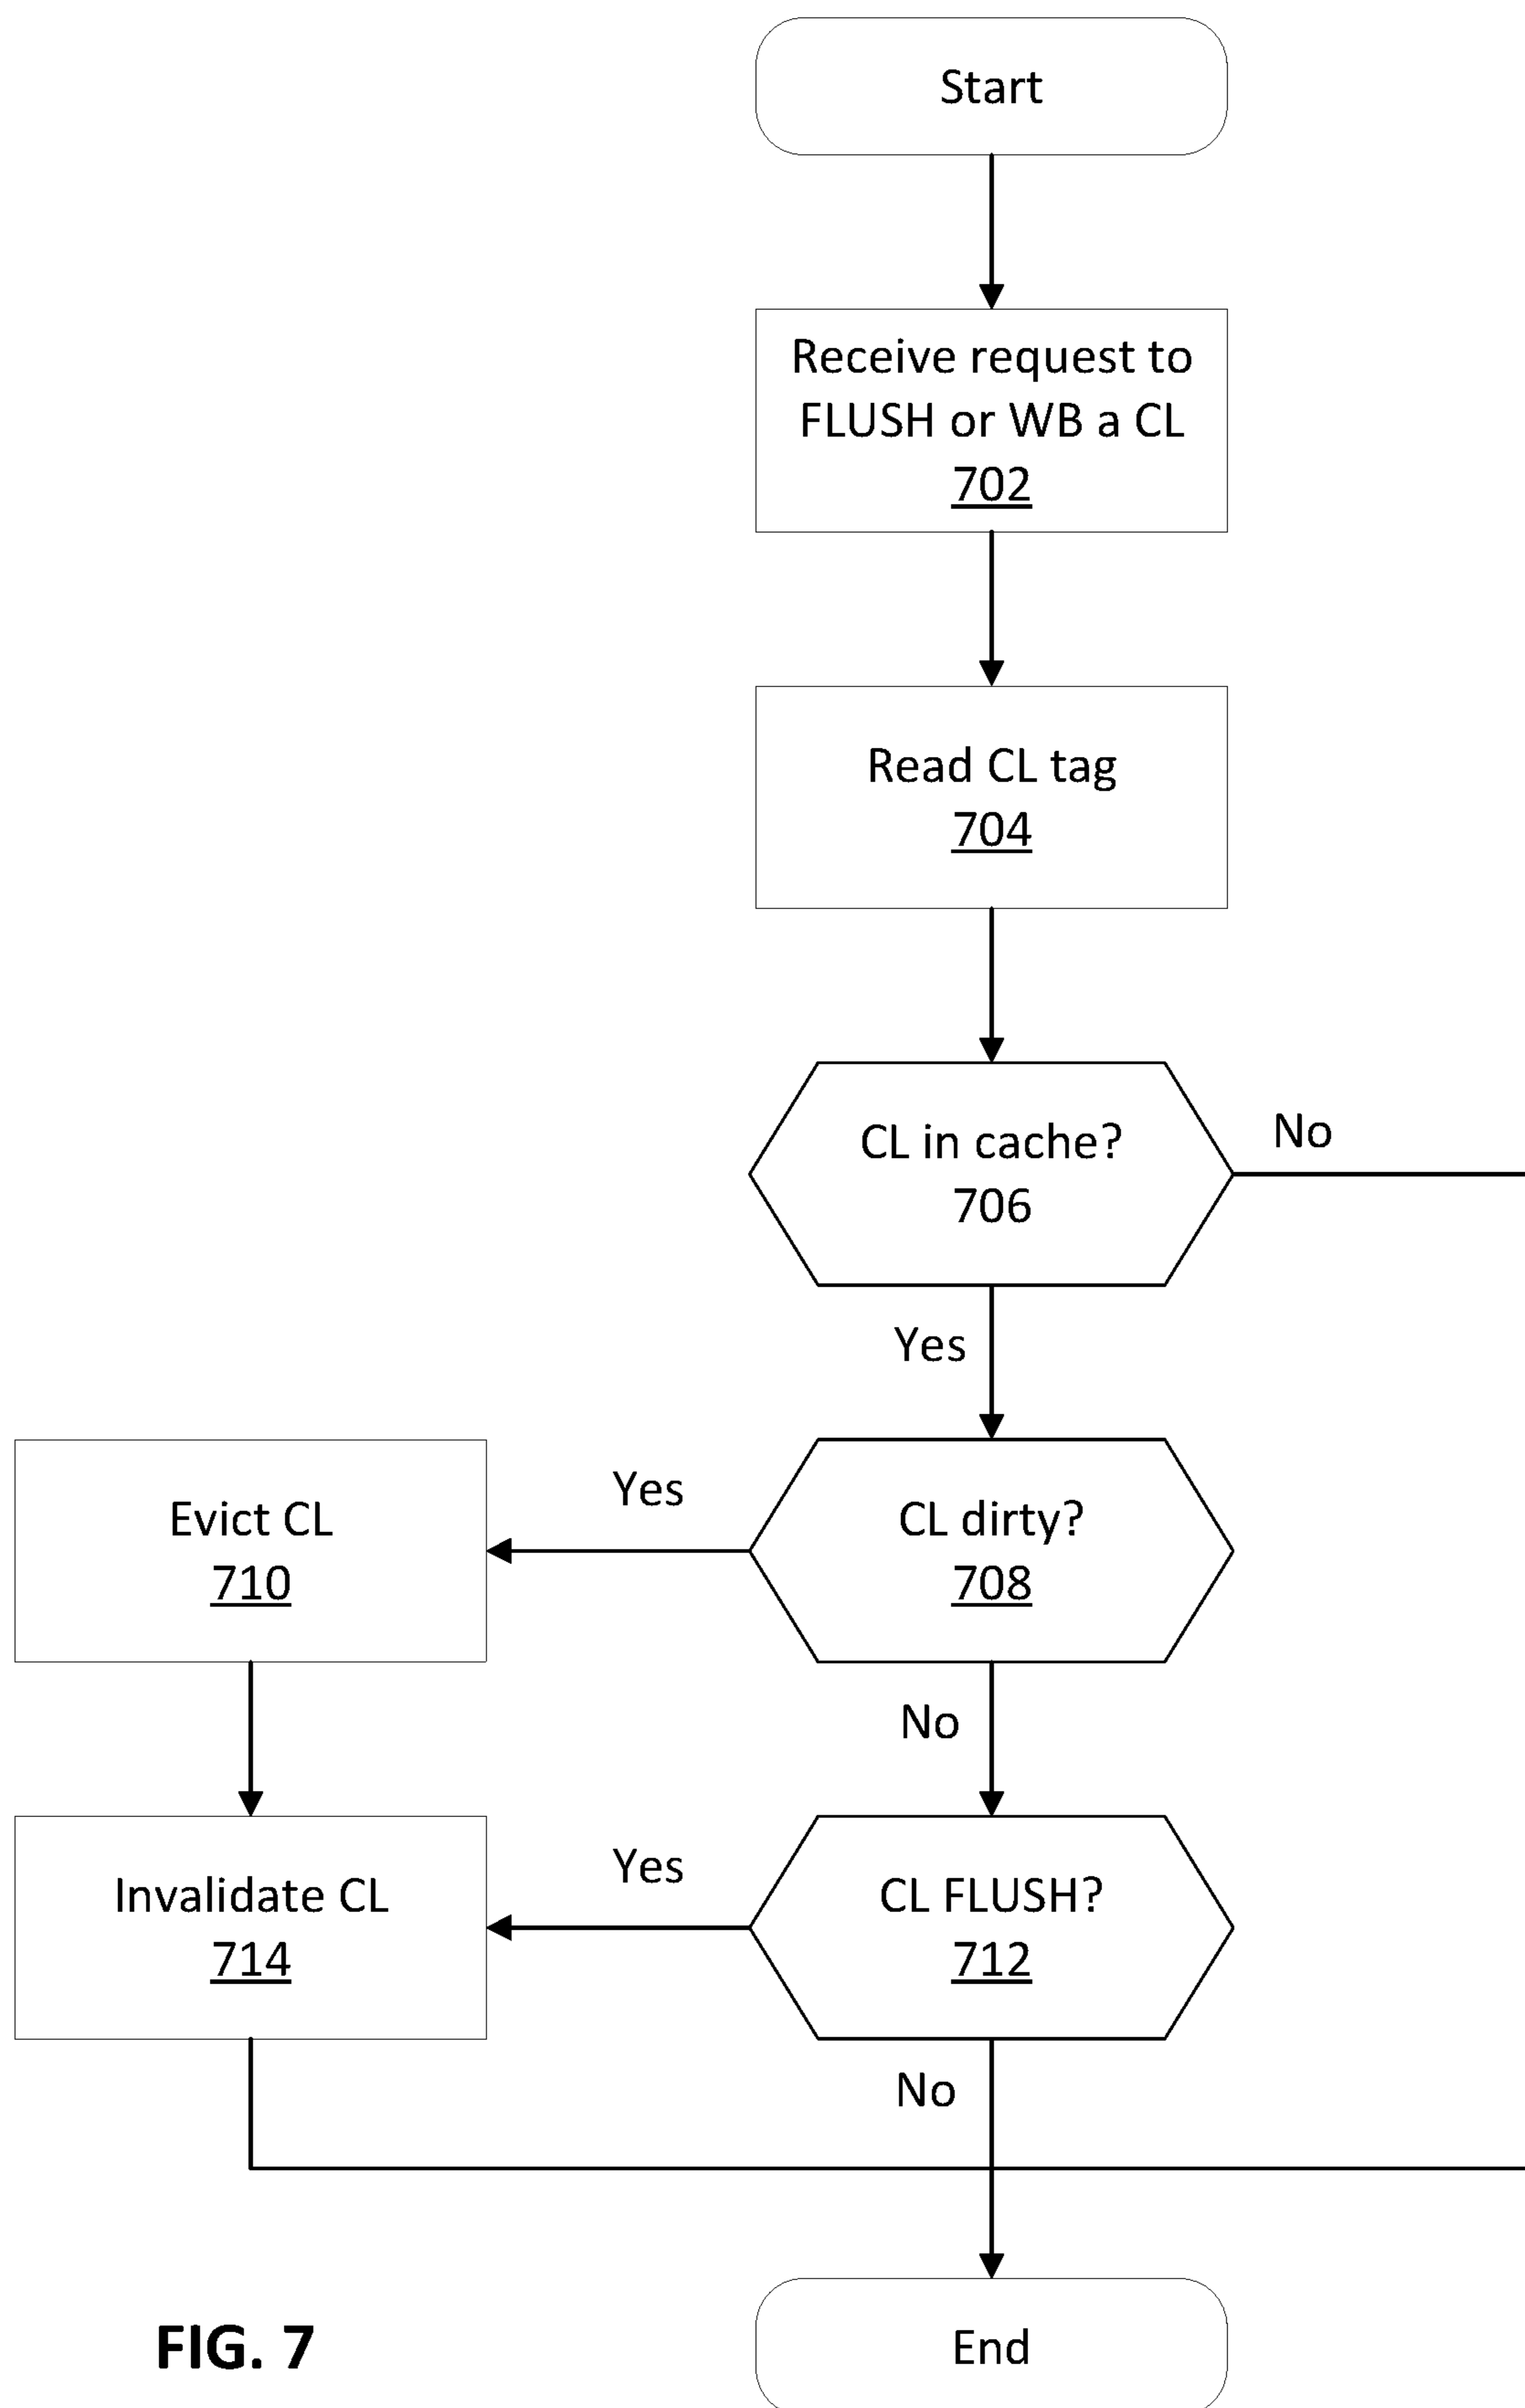 Start
Receive request to
FLUSH or WB a CL
702
Read CL tag
704
CL in cache?
706
No
Yes
Evict CL
710
Yes
CL dirty?
708
No
Invalidate CL
714
Yes
CL FLUSH?
712
No
FIG. 7
End